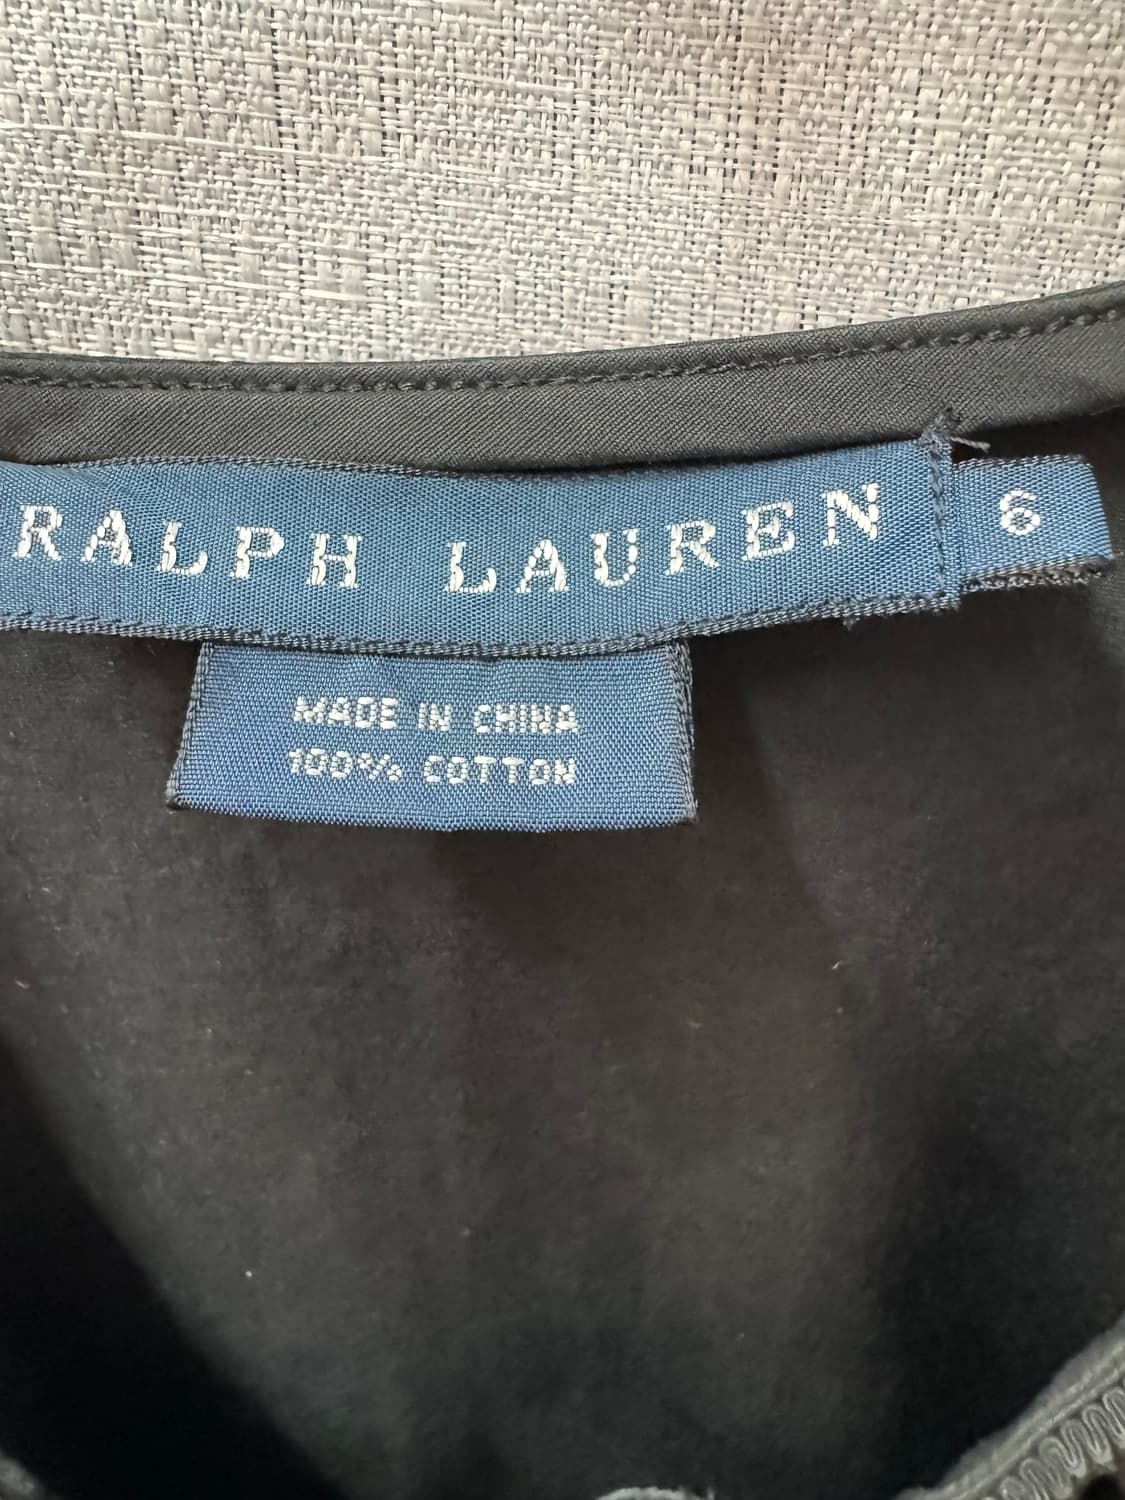 RALPH LAUREN 6
MADE IN CHINA
100% COTTON